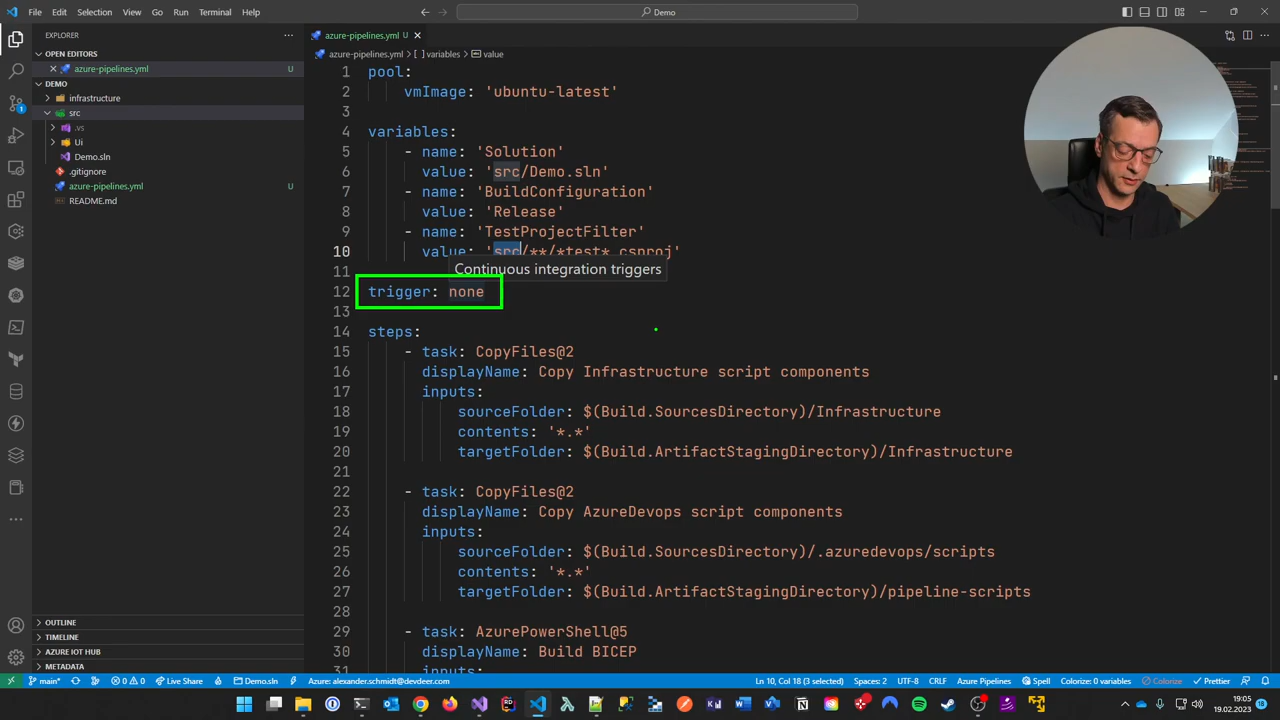 File Edit Selection View Go Run Terminal Help
Demo
EXPLORER
OPEN EDITORS
azure-pipelines.yml U
DEMO
infrastructure
src
.vs
Ui
Demo.sln
.gitignore
azure-pipelines.yml U
README.md
OUTLINE
TIMELINE
AZURE IOT HUB
METADATA
azure-pipelines.yml U
azure-pipelines.yml > [ ] variables > value
1 pool:
2 vmImage: 'ubuntu-latest'
3
4 variables:
5 - name: 'Solution'
6 value: 'src/Demo.sln'
7 - name: 'BuildConfiguration'
8 value: 'Release'
9 - name: 'TestProjectFilter'
10 value: 'src/**/*test*.csproj'
11
Continuous integration triggers
12 trigger: none
13
14 steps:
15 - task: CopyFiles@2
16 displayName: Copy Infrastructure script components
17 inputs:
18 sourceFolder: $(Build.SourcesDirectory)/Infrastructure
19 contents: '*.*'
20 targetFolder: $(Build.ArtifactStagingDirectory)/Infrastructure
21
22 - task: CopyFiles@2
23 displayName: Copy AzureDevops script components
24 inputs:
25 sourceFolder: $(Build.SourcesDirectory)/.azuredevops/scripts
26 contents: '*.*'
27 targetFolder: $(Build.ArtifactStagingDirectory)/pipeline-scripts
28
29 - task: AzurePowerShell@5
30 displayName: Build BICEP
31 inputs:
main* 0 0 Live Share Demo.sln Azure: alexander.schmidt@devdeer.com Ln 10, Col 18 (3 selected) Spaces: 2 UTF-8 CRLF Azure Pipelines Spell Colorize: 0 variables Colorize Prettier
19:05
19.02.2023